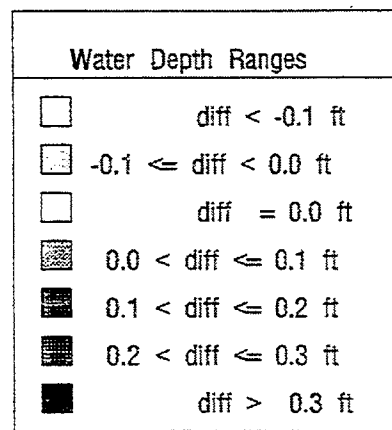 Water Depth Ranges
diff < -0.1 ft
-0.1 <= diff < 0.0 ft
diff = 0.0 ft
0.0 < diff <= 0.1 ft
0.1 < diff <= 0.2 ft
0.2 < diff <= 0.3 ft
diff > 0.3 ft